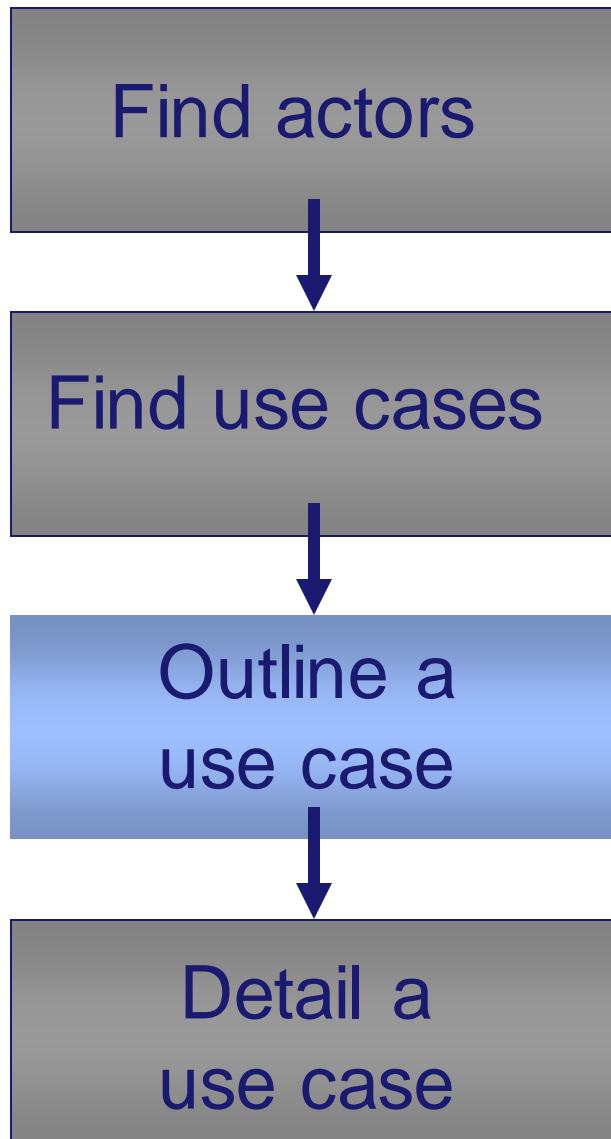 Find actors
Find use cases
Outline a
use case
Detail a
use case